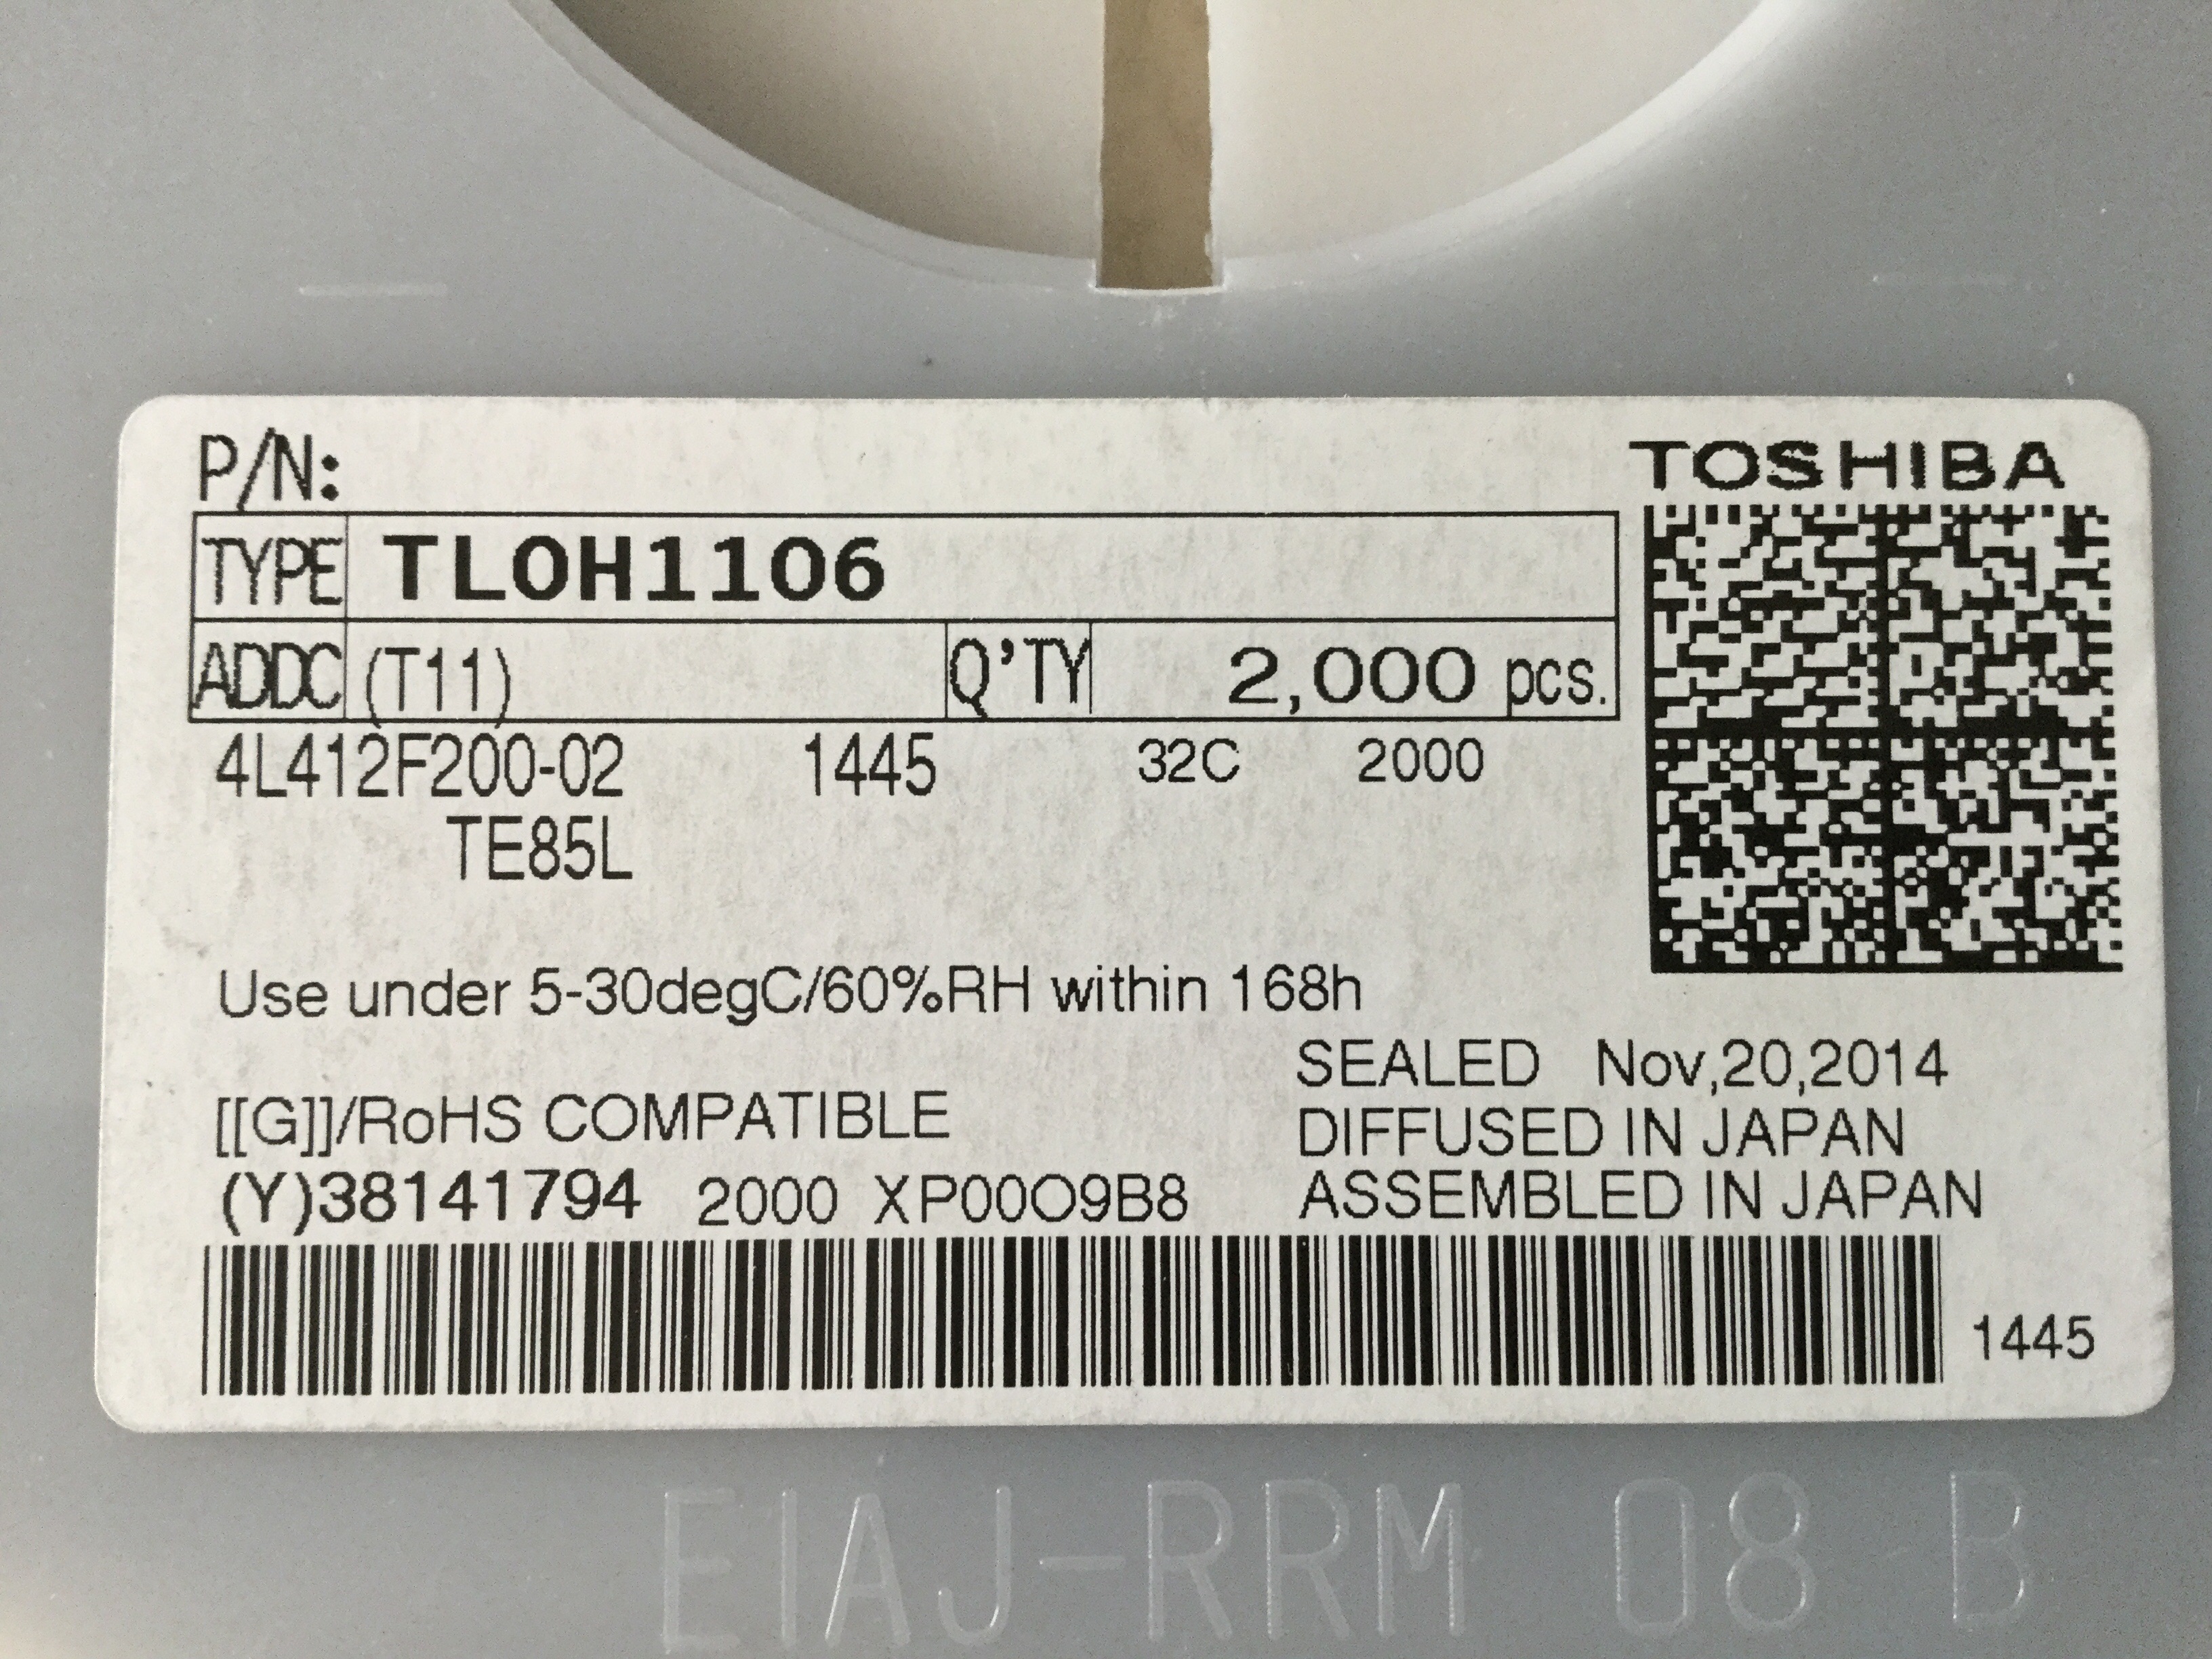 P/N:
TOSHIBA
TYPE TLOH1106
ADDC (T11) Q'TY 2,000 pcs.
4L412F200-02 1445 32C 2000
TE85L
Use under 5-30degC/60%RH within 168h
SEALED Nov,20,2014
[[G]]/RoHS COMPATIBLE
DIFFUSED IN JAPAN
(Y)38141794 2000 XP00O9B8
ASSEMBLED IN JAPAN
1445
EIAJ-RRM 08 B